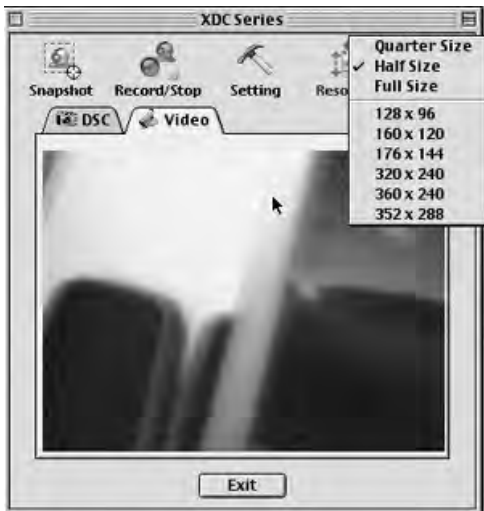 XDC Series
Snapshot
Record/Stop
Setting
Reso
DSC
Video
Quarter Size
✓ Half Size
Full Size
128 x 96
160 x 120
176 x 144
320 x 240
360 x 240
352 x 288
Exit